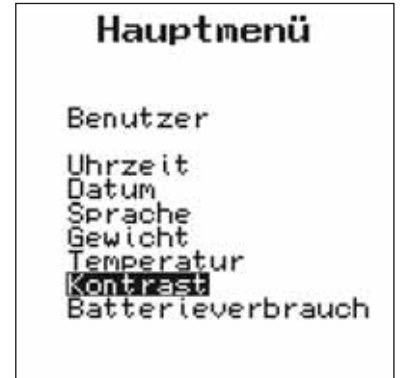 Hauptmenü
Benutzer
Uhrzeit
Datum
Sprache
Gewicht
Temperatur
Kontrast
Batterieverbrauch